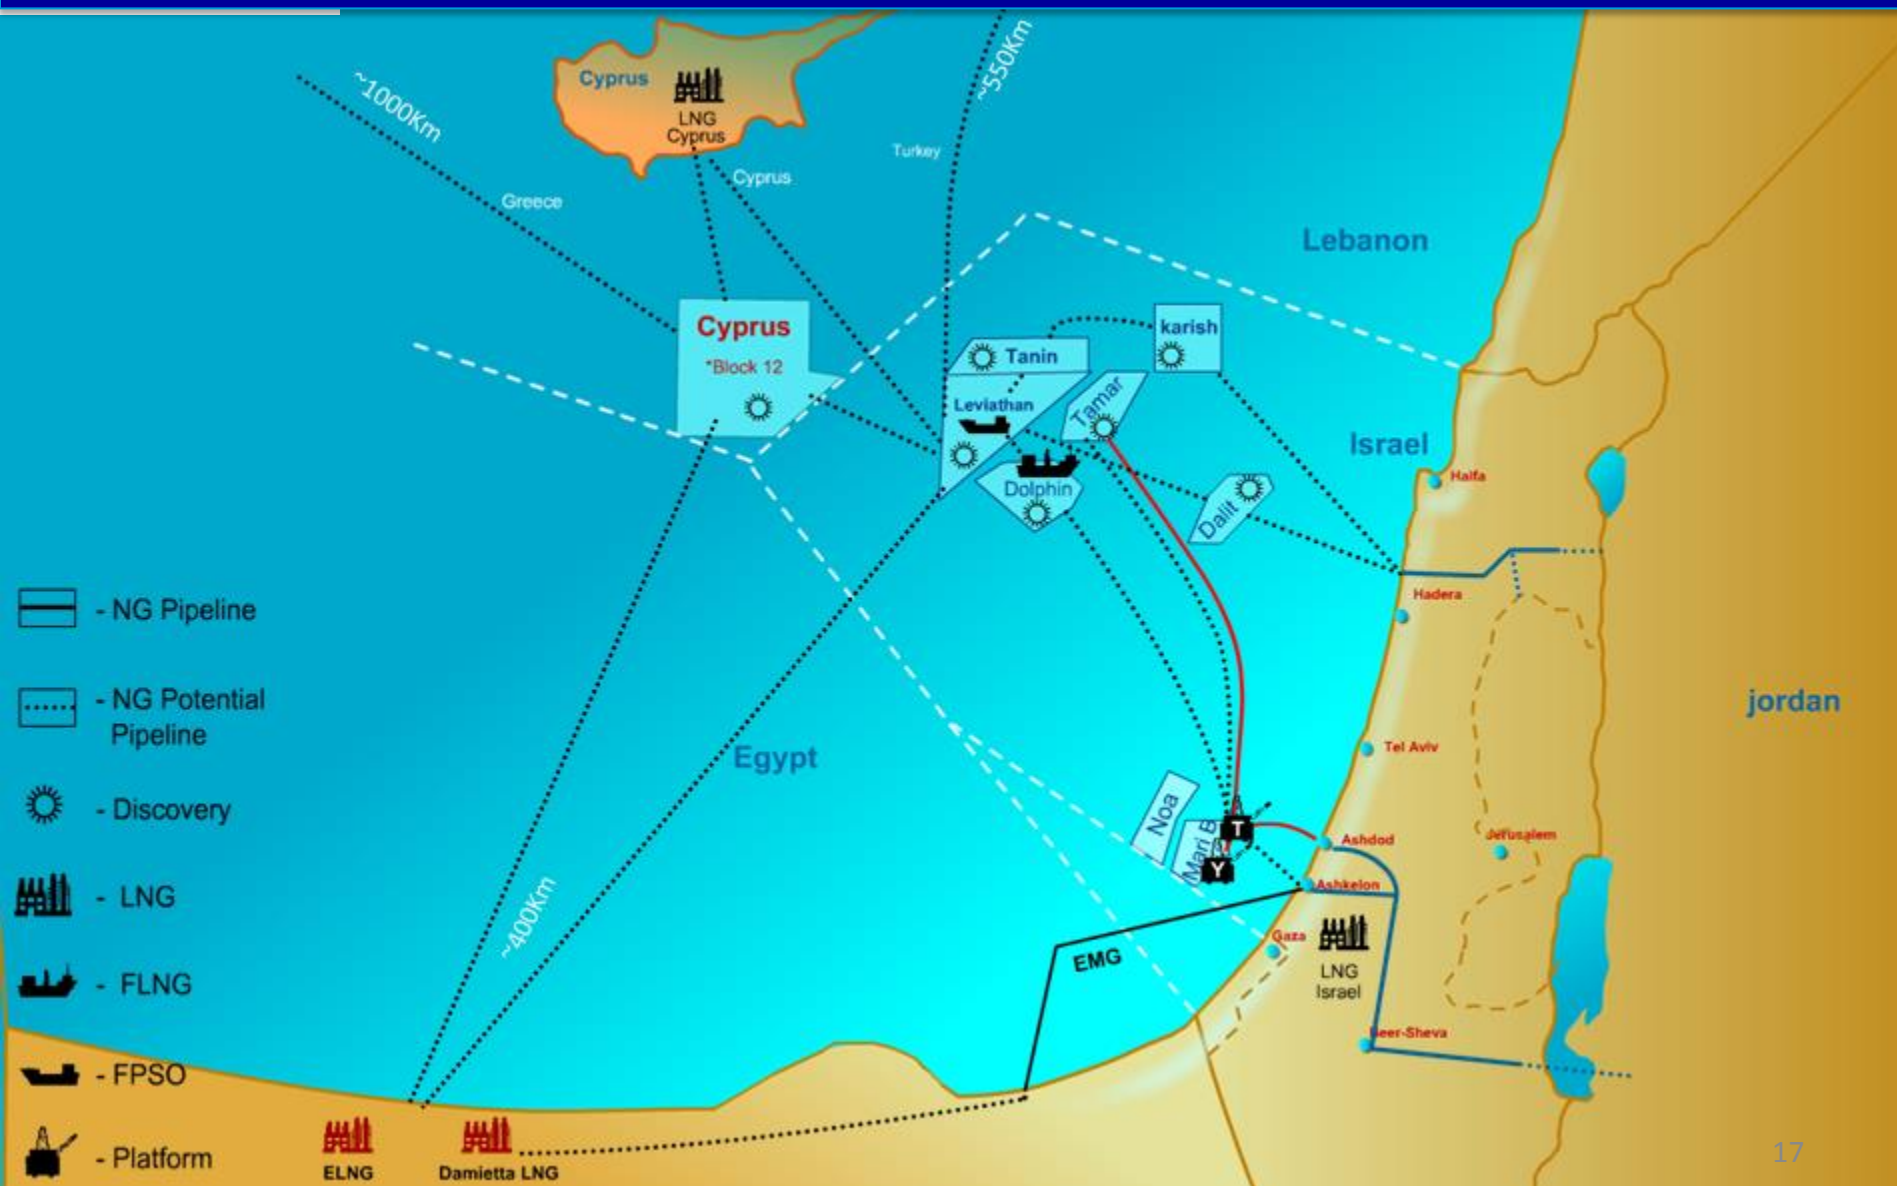 ~1000Km
~550Km
Cyprus
LNG
Cyprus
Turkey
Cyprus
Greece
Lebanon
Cyprus
*Block 12
karish
Tanin
Tamar
Leviathan
Israel
Haifa
Dolphin
Dalit
Hadera
- NG Pipeline
- NG Potential
Pipeline
jordan
Egypt
Tel Aviv
- Discovery
Noa
Mari B
T
Y
Ashdod
Jerusalem
Ashkelon
- LNG
~400Km
EMG
Gaza
LNG
Israel
- FLNG
Beer-Sheva
- FPSO
- Platform
ELNG
Damietta LNG
17